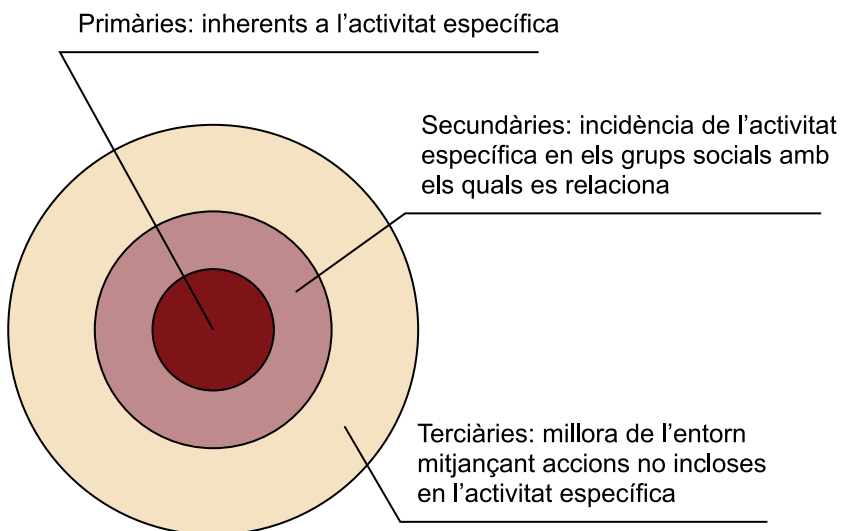 Primàries: inherents a l’activitat específica
Secundàries: incidència de l’activitat
específica en els grups socials amb
els quals es relaciona
Terciàries: millora de l’entorn
mitjançant accions no incloses
en l’activitat específica